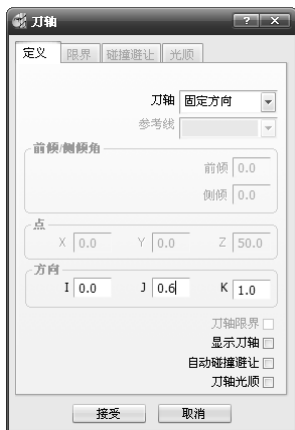 刀轴
定义 限界 碰撞避让 光顺
刀轴 固定方向
参考线
前倾/侧倾角
前倾 0.0
侧倾 0.0
点
X 0.0 Y 0.0 Z 50.0
方向
I 0.0 J 0.6 K 1.0
刀轴限界
显示刀轴
自动碰撞避让
刀轴光顺
接受 取消